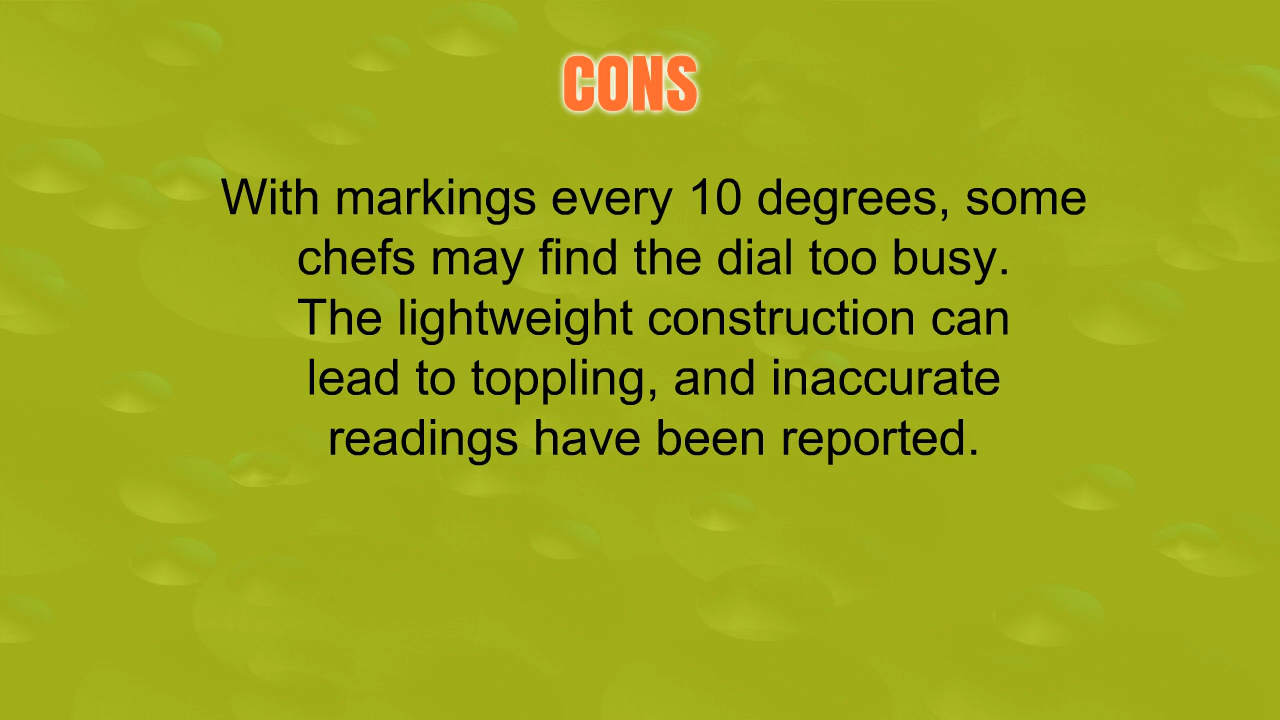 CONS
With markings every 10 degrees, some
chefs may find the dial too busy.
The lightweight construction can
lead to toppling, and inaccurate
readings have been reported.